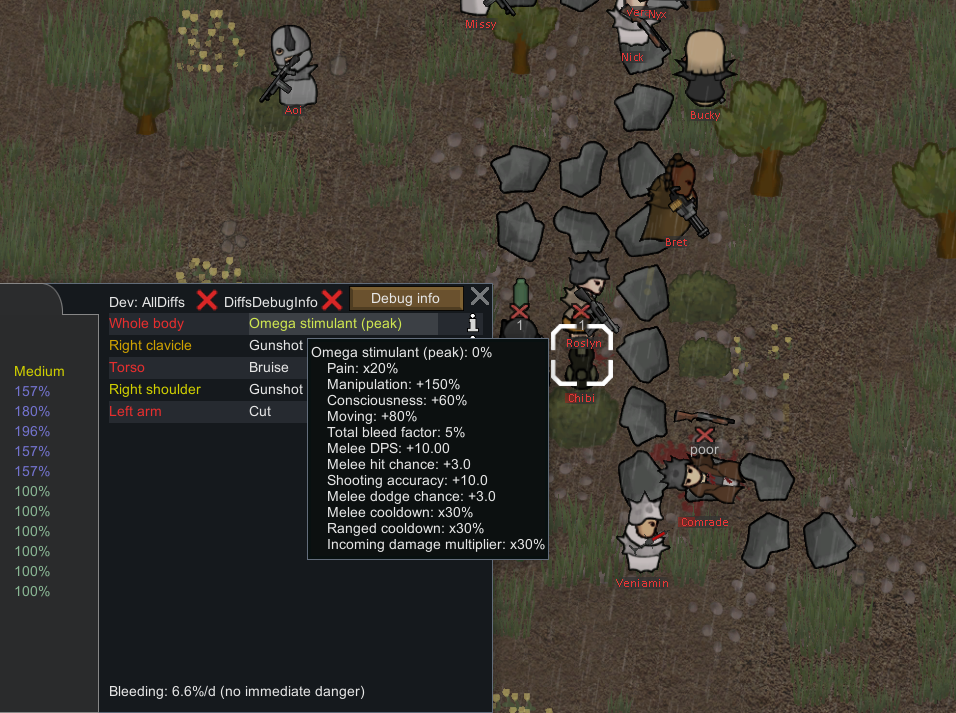 Missy
Van
Nyx
Nick
Aoi
Bucky
Bret
Dev: AllDiffs
DiffsDebugInfo
Debug info
Whole body
Omega stimulant (peak)
Right clavicle
Gunshot
Torso
Bruise
Right shoulder
Gunshot
Left arm
Cut
Medium
157%
180%
196%
157%
157%
100%
100%
100%
100%
100%
100%
Omega stimulant (peak): 0%
Pain: x20%
Manipulation: +150%
Consciousness: +60%
Moving: +80%
Total bleed factor: 5%
Melee DPS: +10.00
Melee hit chance: +3.0
Shooting accuracy: +10.0
Melee dodge chance: +3.0
Melee cooldown: x30%
Ranged cooldown: x30%
Incoming damage multiplier: x30%
1
1
Roslyn
Chibi
poor
Comrade
Veniamin
Bleeding: 6.6%/d (no immediate danger)